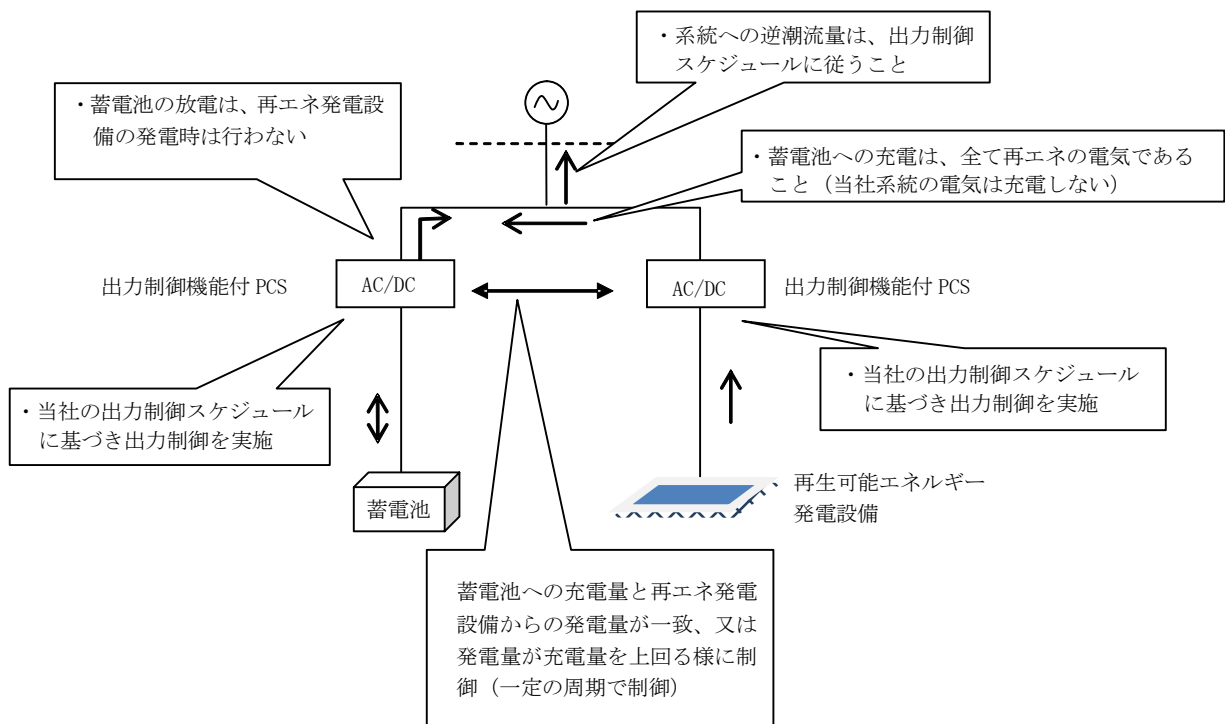 ・系統への逆潮流量は、出力制御
スケジュールに従うこと
・蓄電池の放電は、再エネ発電設
備の発電時は行わない
・蓄電池への充電は、全て再エネの電気である
こと（当社系統の電気は充電しない）
出力制御機能付 PCS
AC/DC
AC/DC
出力制御機能付 PCS
・当社の出力制御スケジュール
に基づき出力制御を実施
・当社の出力制御スケジュール
に基づき出力制御を実施
蓄電池
再生可能エネルギー
発電設備
蓄電池への充電量と再エネ発電
設備からの発電量が一致、又は
発電量が充電量を上回る様に制
御（一定の周期で制御）